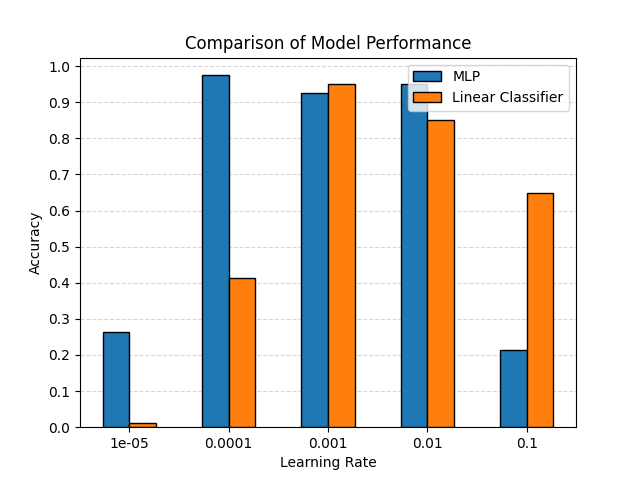 Comparison of Model Performance
MLP
Linear Classifier
1.0
0.9
0.8
0.7
0.6
0.5
0.4
0.3
0.2
0.1
0.0
Accuracy
1e-05 0.0001 0.001 0.01 0.1
Learning Rate